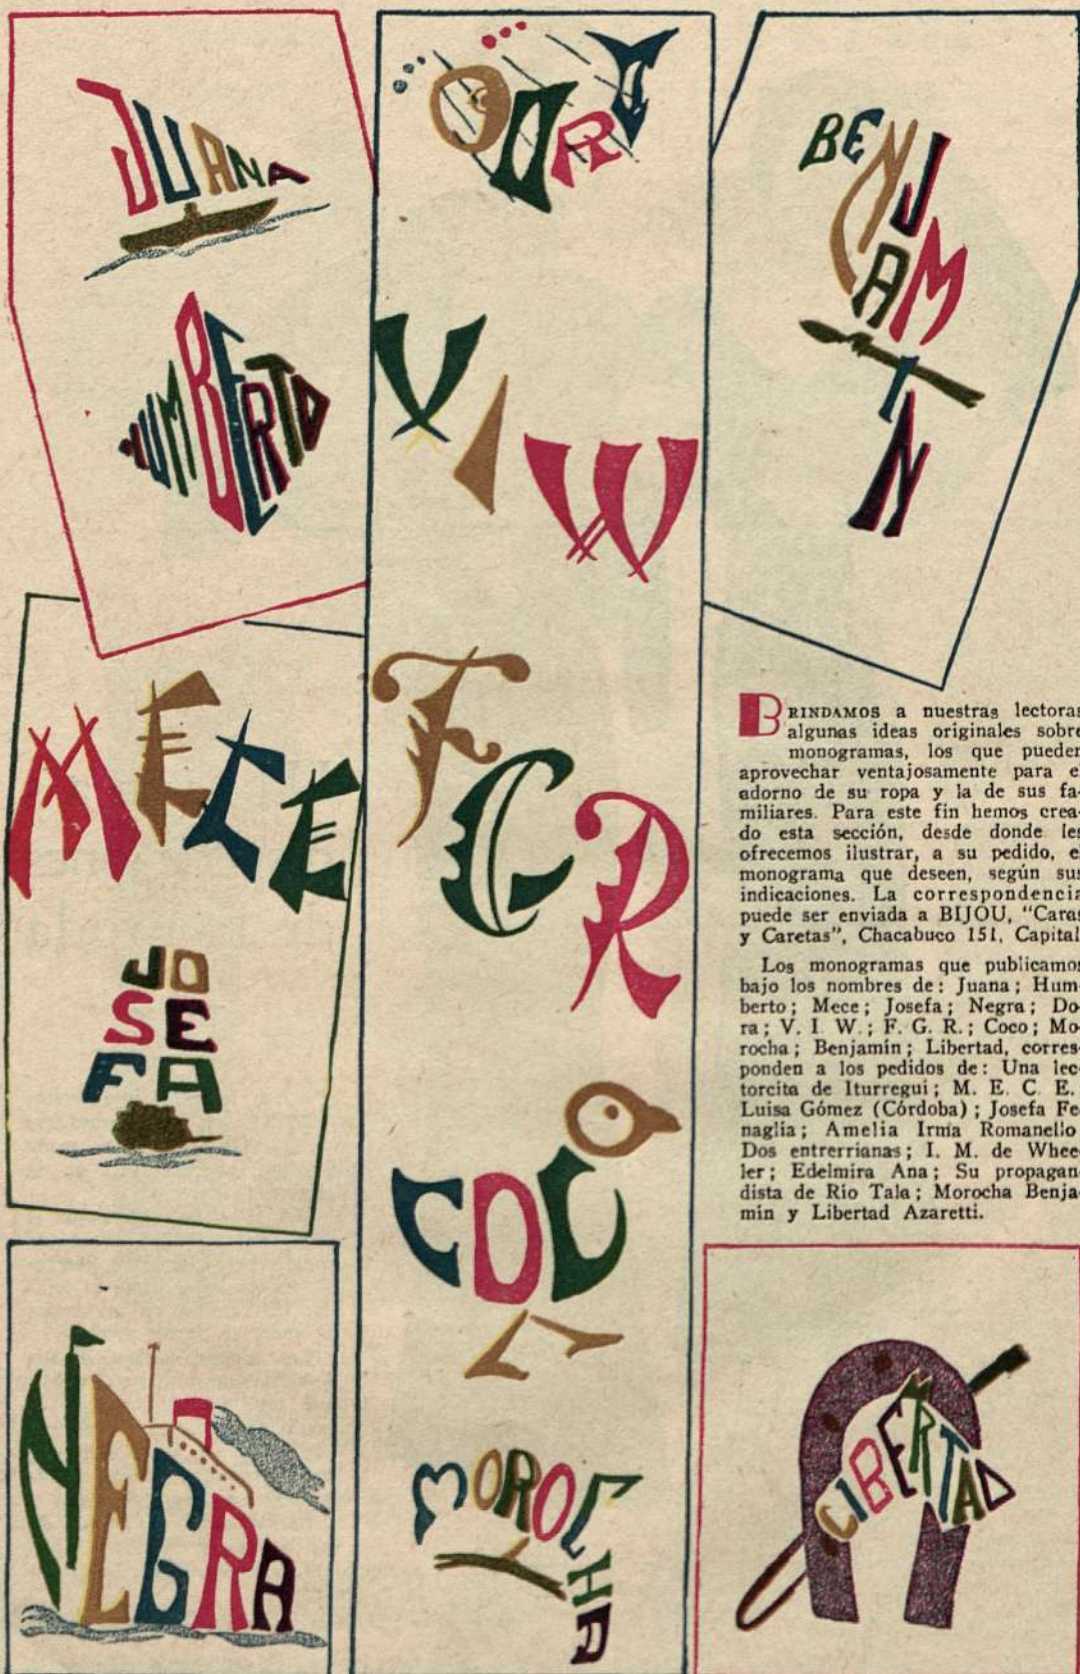 JUANA
HUMBERTO
MECE
JO
SE
FA
NEGRA
DORA
V I W
F C R
COCO
MOROCHA
BENJAMIN
BRINDAMOS a nuestras lectoras
algunas ideas originales sobre
monogramas, los que pueden
aprovechar ventajosamente para e
adorno de su ropa y la de sus fa-
miliares. Para este fin hemos crea-
do esta sección, desde donde les
ofrecemos ilustrar, a su pedido, e
monograma que deseen, según sus
indicaciones. La correspondencia
puede ser enviada a BIJOU, "Caras
y Caretas", Chacabuco 151, Capital
Los monogramas que publicamos
bajo los nombres de: Juana; Hum-
berto; Mece; Josefa; Negra; Do-
ra; V. I. W.; F. G. R.; Coco; Mo-
rocha; Benjamín; Libertad, corres-
ponden a los pedidos de: Una lec-
torcita de Iturregui; M. E. C. E.
Luisa Gómez (Córdoba); Josefa Fe-
naglia; Amelia Irma Romanello
Dos entrerrianas; I. M. de Whee-
ler; Edelmira Ana; Su propagan-
dista de Río Tala; Morocha Benja-
min y Libertad Azaretti.
LIBERTAD